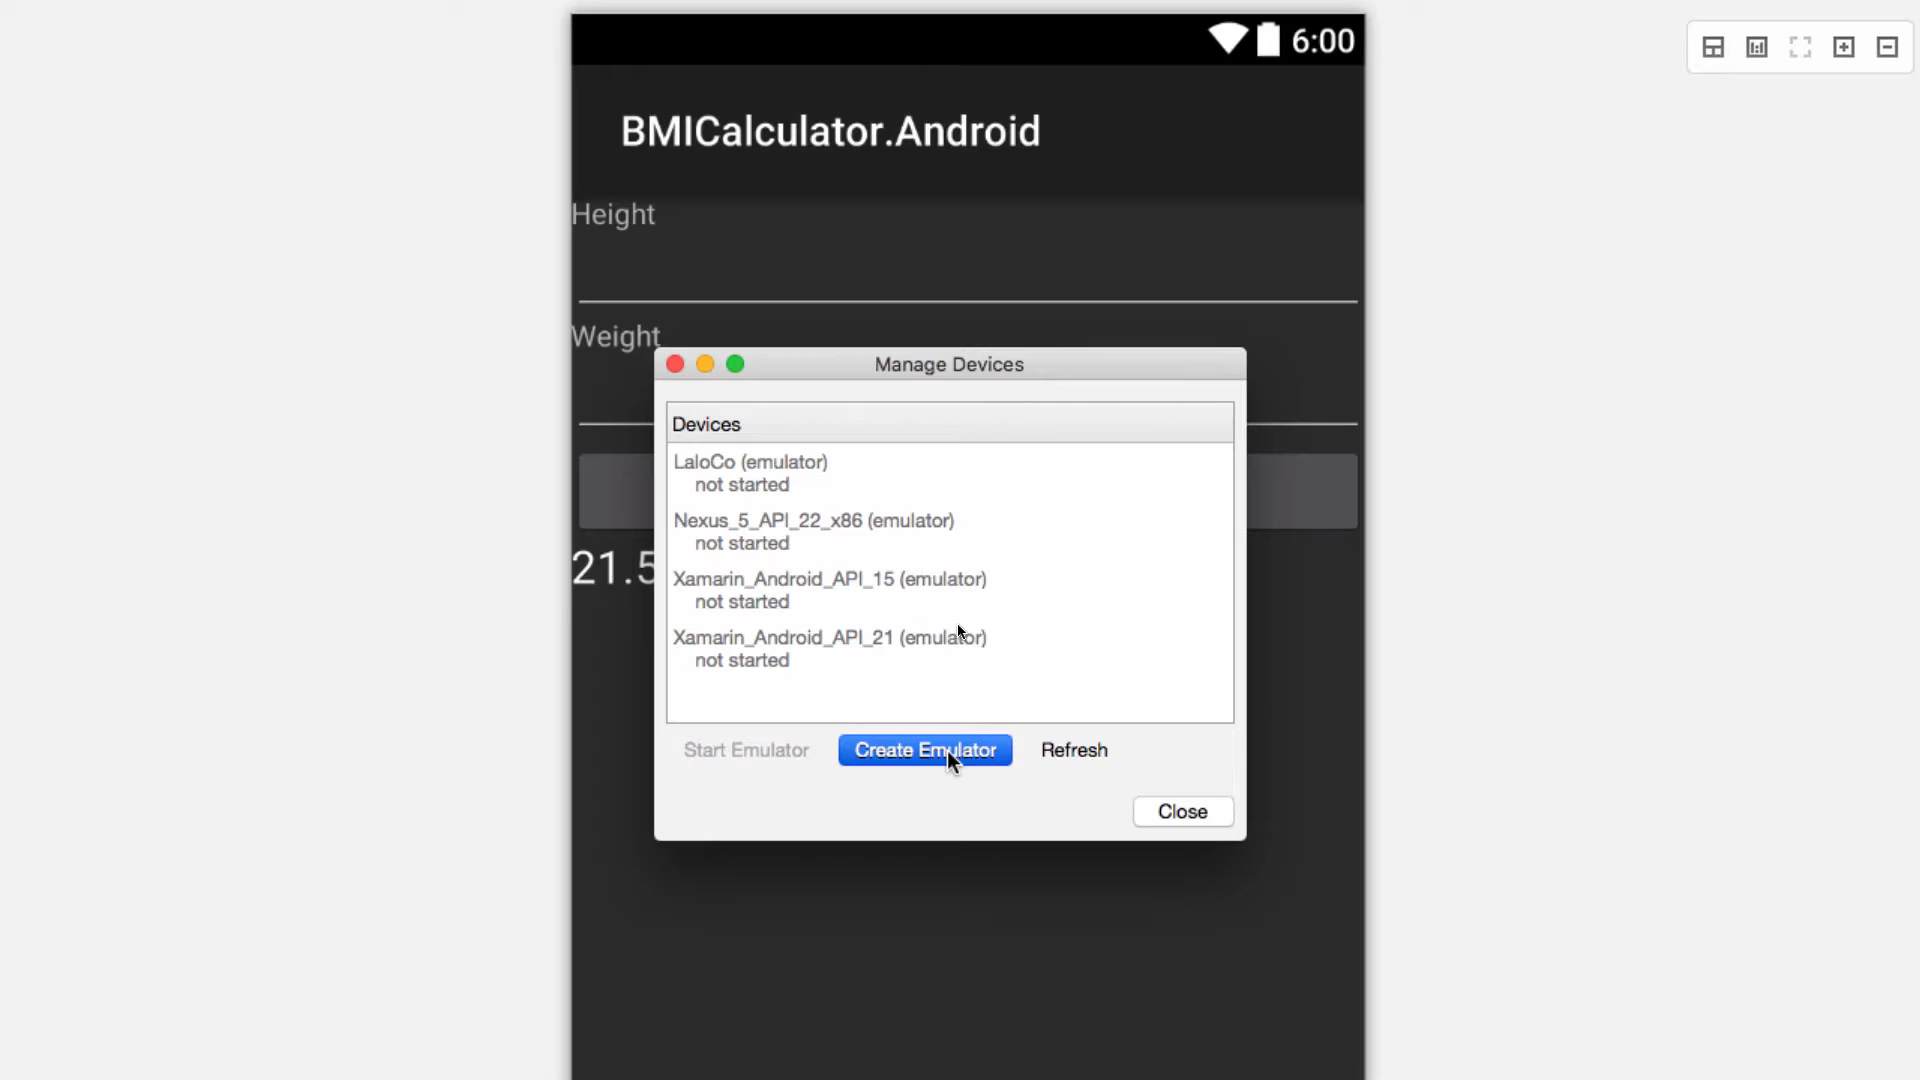 6:00
BMICalculator.Android
Height
Weight
Manage Devices
Devices
LaloCo (emulator)
not started
Nexus_5_API_22_x86 (emulator)
not started
21.5
Xamarin_Android_API_15 (emulator)
not started
Xamarin_Android_API_21 (emulator)
not started
Start Emulator
Create Emulator
Refresh
Close